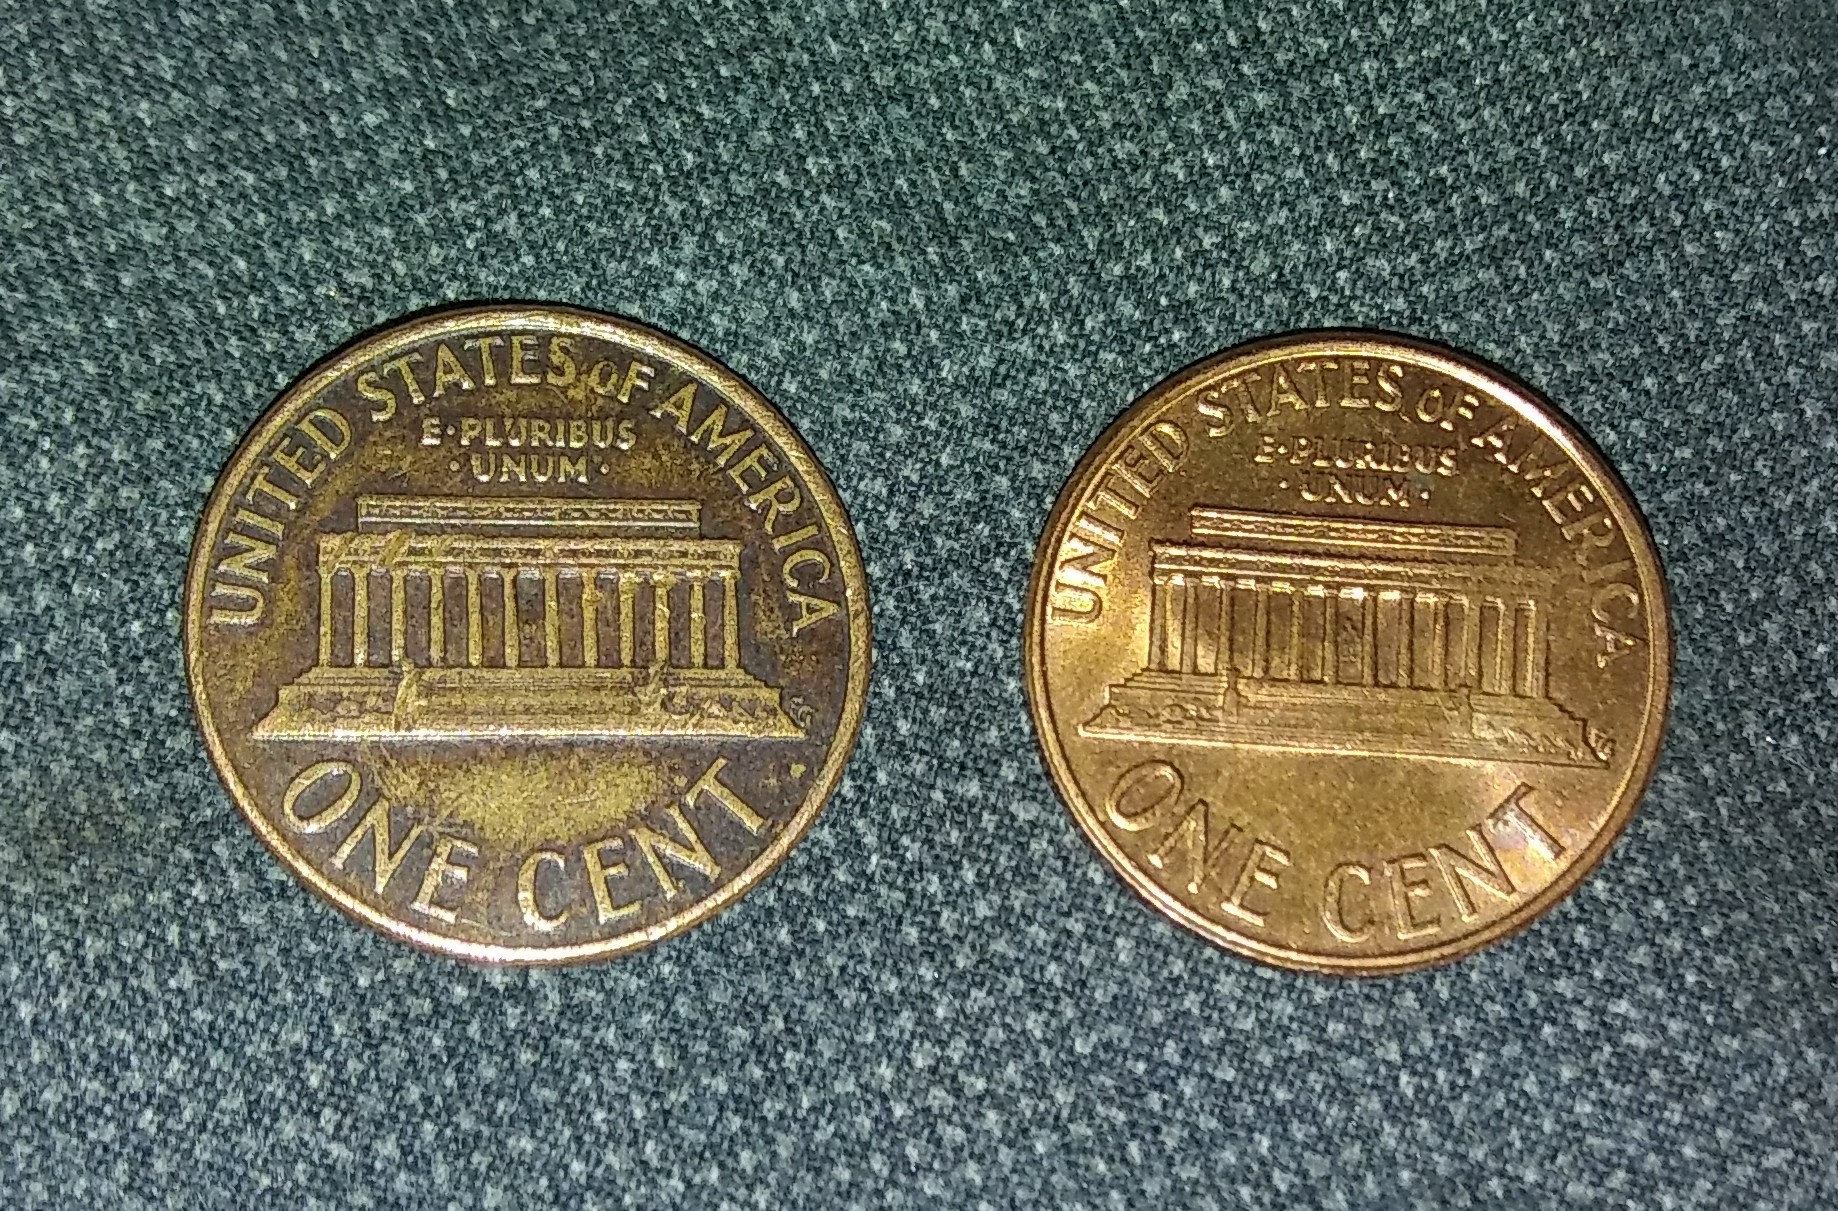 UNITED STATES OF AMERICA
E·PLURIBUS
·UNUM·
ONE CENT
UNITED STATES OF AMERICA
E·PLURIBUS
·UNUM·
ONE CENT